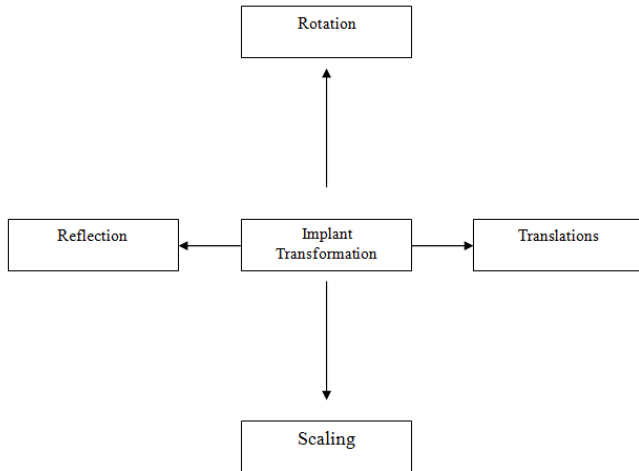 Rotation
Reflection
Implant
Transformation
Translations
Scaling